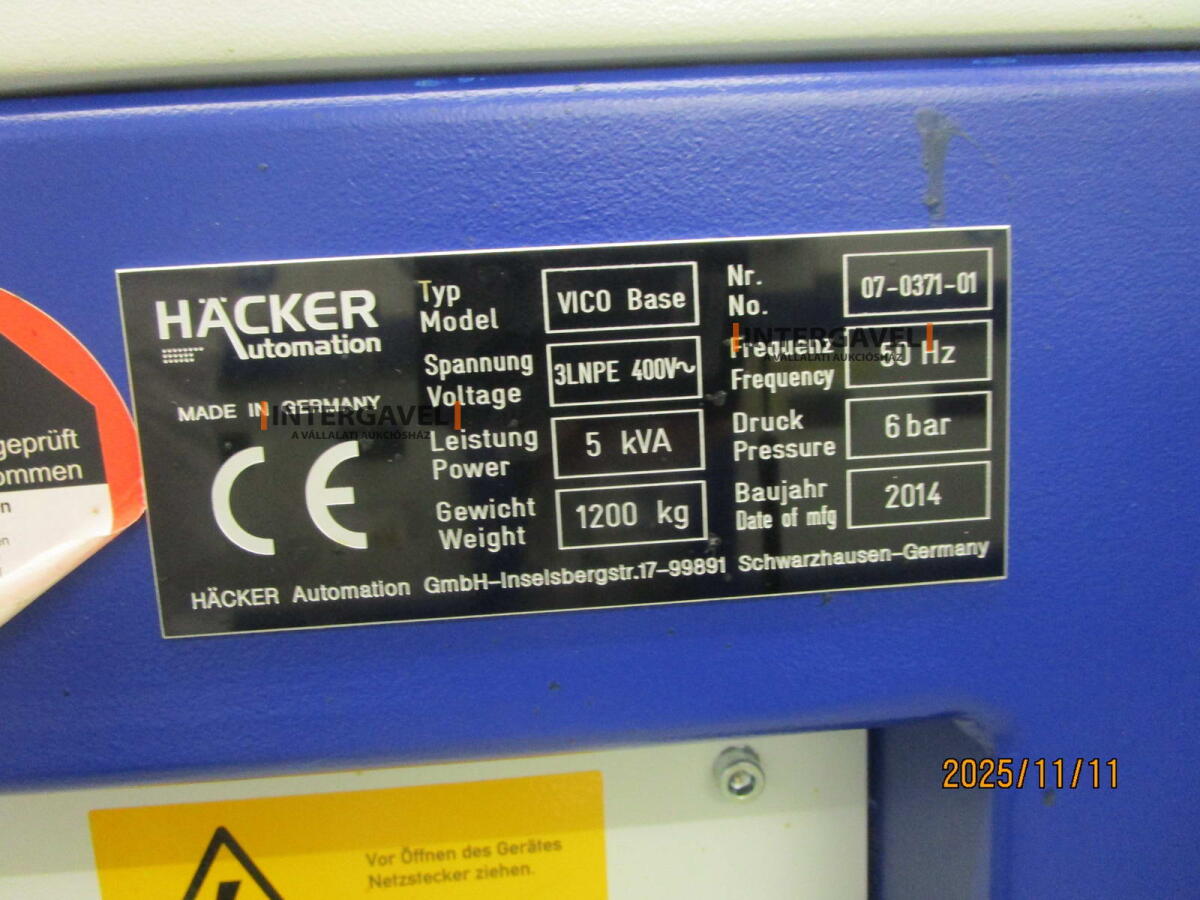 HÄCKER
Automation
MADE IN GERMANY
CE
Typ
Model
VICO Base
Nr.
No.
07-0371-01
Spannung
Voltage
3LNPE 400V~
Frequenz
Frequency
50 Hz
Leistung
Power
5 kVA
Druck
Pressure
6 bar
Gewicht
Weight
1200 kg
Baujahr
Date of mfg
2014
HÄCKER Automation GmbH-Inselsbergstr.17-99891 Schwarzhausen-Germany
INTERGAVEL
A VÁLLALATI AUKCIÓSHÁZ
INTERGAVEL
A VÁLLALATI AUKCIÓSHÁZ
geprüft
ommen
en
Vor Öffnen des Gerätes
Netzstecker ziehen.
2025/11/11